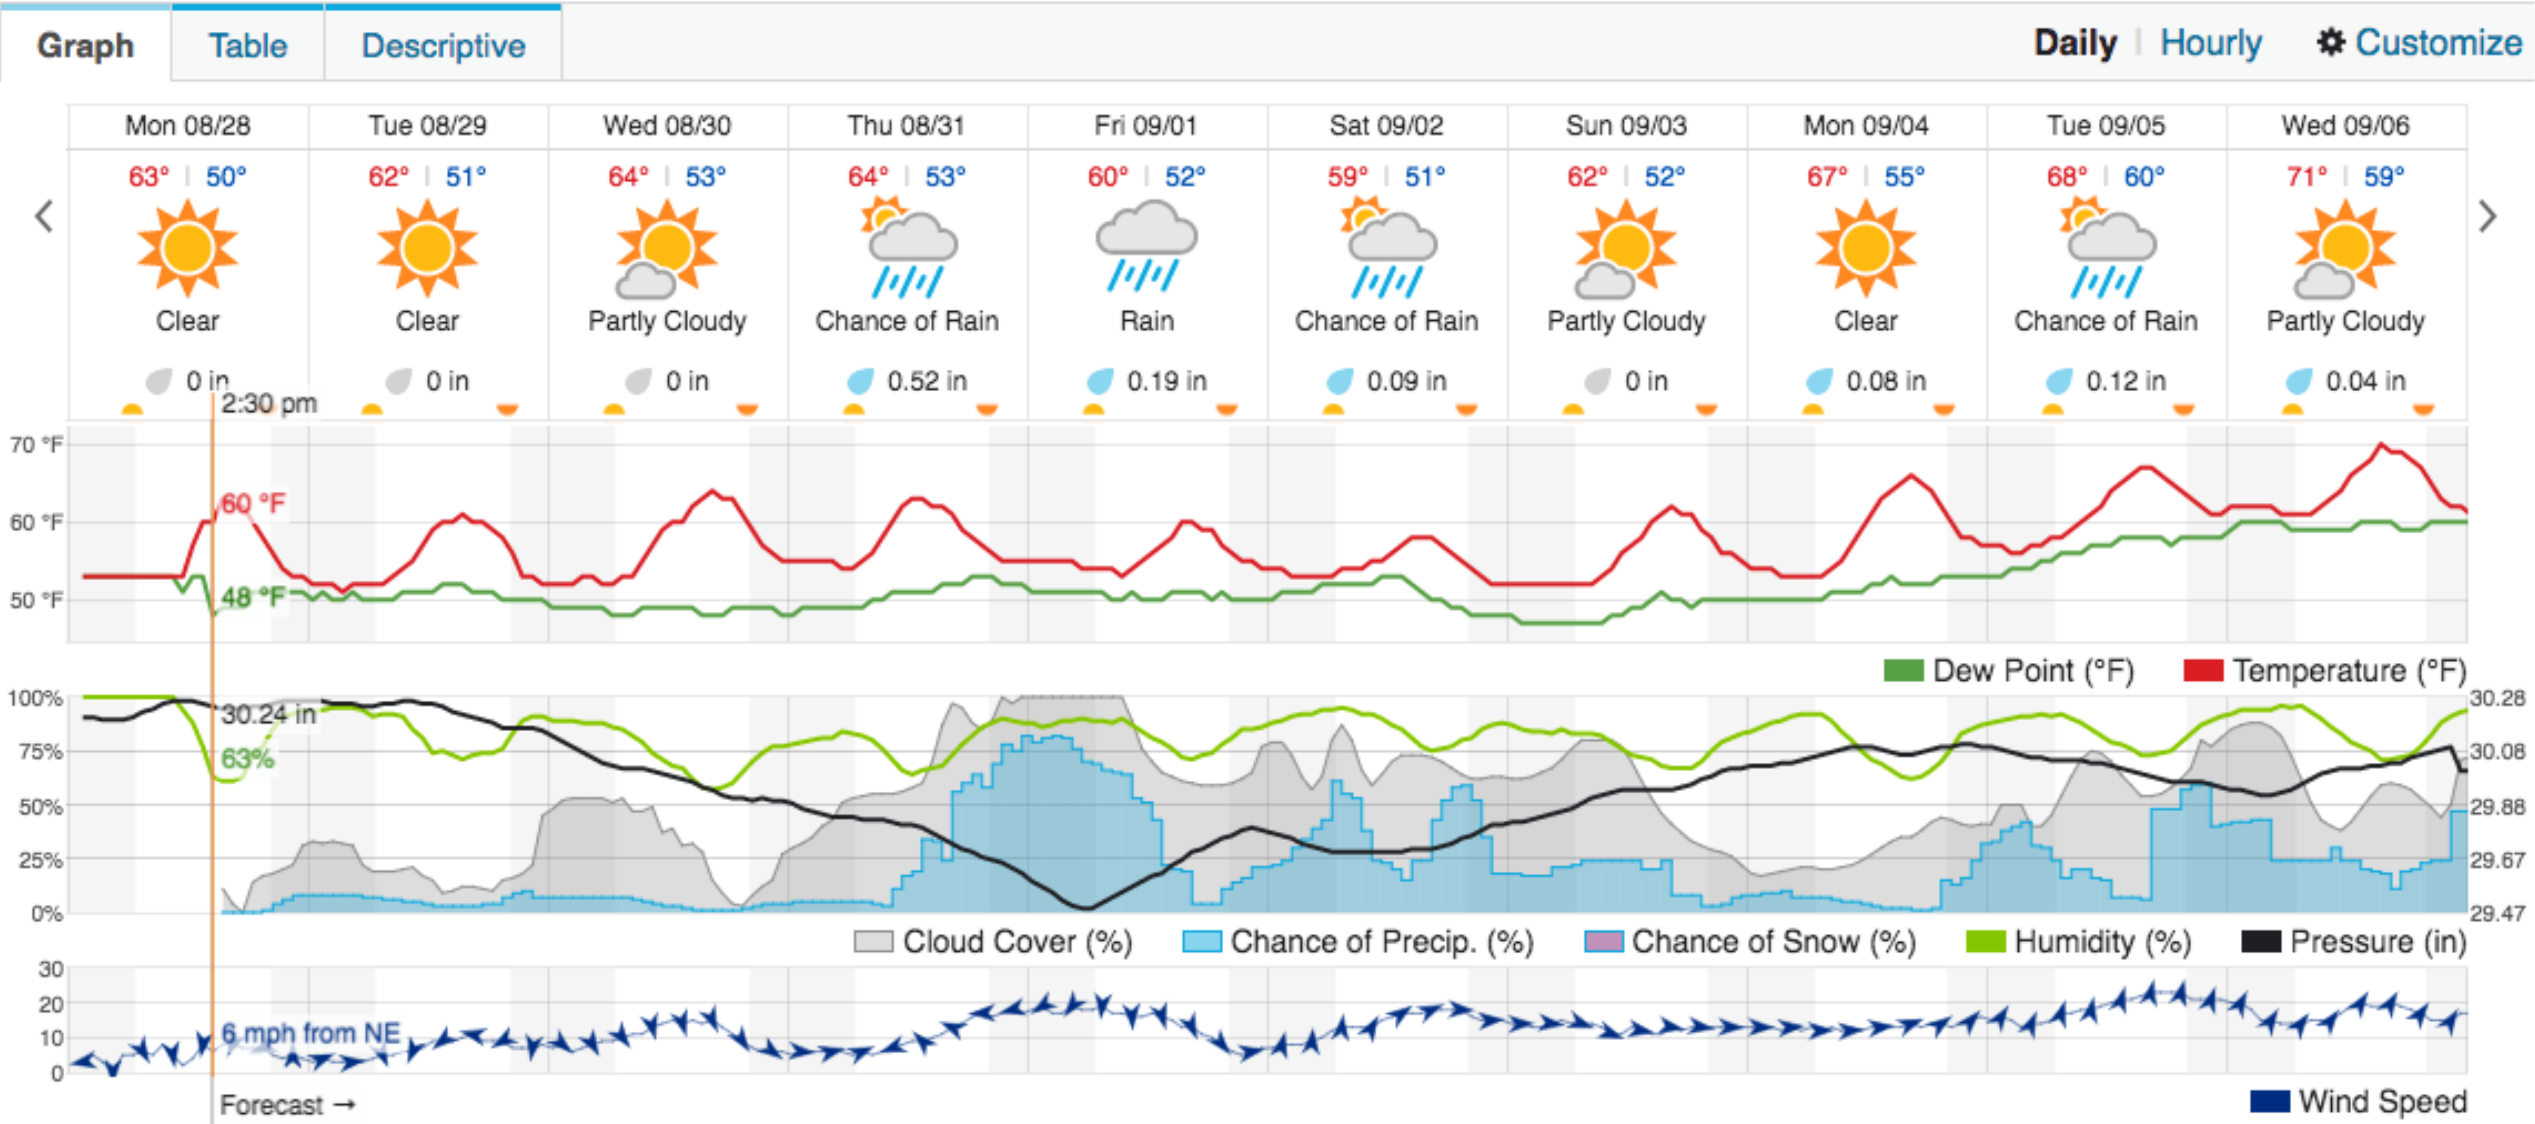 Graph Table Descriptive Daily Hourly Customize
Mon 08/28 Tue 08/29 Wed 08/30 Thu 08/31 Fri 09/01 Sat 09/02 Sun 09/03 Mon 09/04 Tue 09/05 Wed 09/06
63° | 50° 62° | 51° 64° | 53° 64° | 53° 60° | 52° 59° | 51° 62° | 52° 67° | 55° 68° | 60° 71° | 59°
Clear Clear Partly Cloudy Chance of Rain Rain Chance of Rain Partly Cloudy Clear Chance of Rain Partly Cloudy
0 in 0 in 0 in 0.52 in 0.19 in 0.09 in 0 in 0.08 in 0.12 in 0.04 in
2:30 pm
70 °F
60 °F
60 °F
48 °F
50 °F
Dew Point (°F) Temperature (°F)
100% 30.28
30.24 in
75% 30.08
63%
50% 29.88
25% 29.67
0% 29.47
Cloud Cover (%) Chance of Precip. (%) Chance of Snow (%) Humidity (%) Pressure (in)
30
20
10 6 mph from NE
0
Forecast → Wind Speed